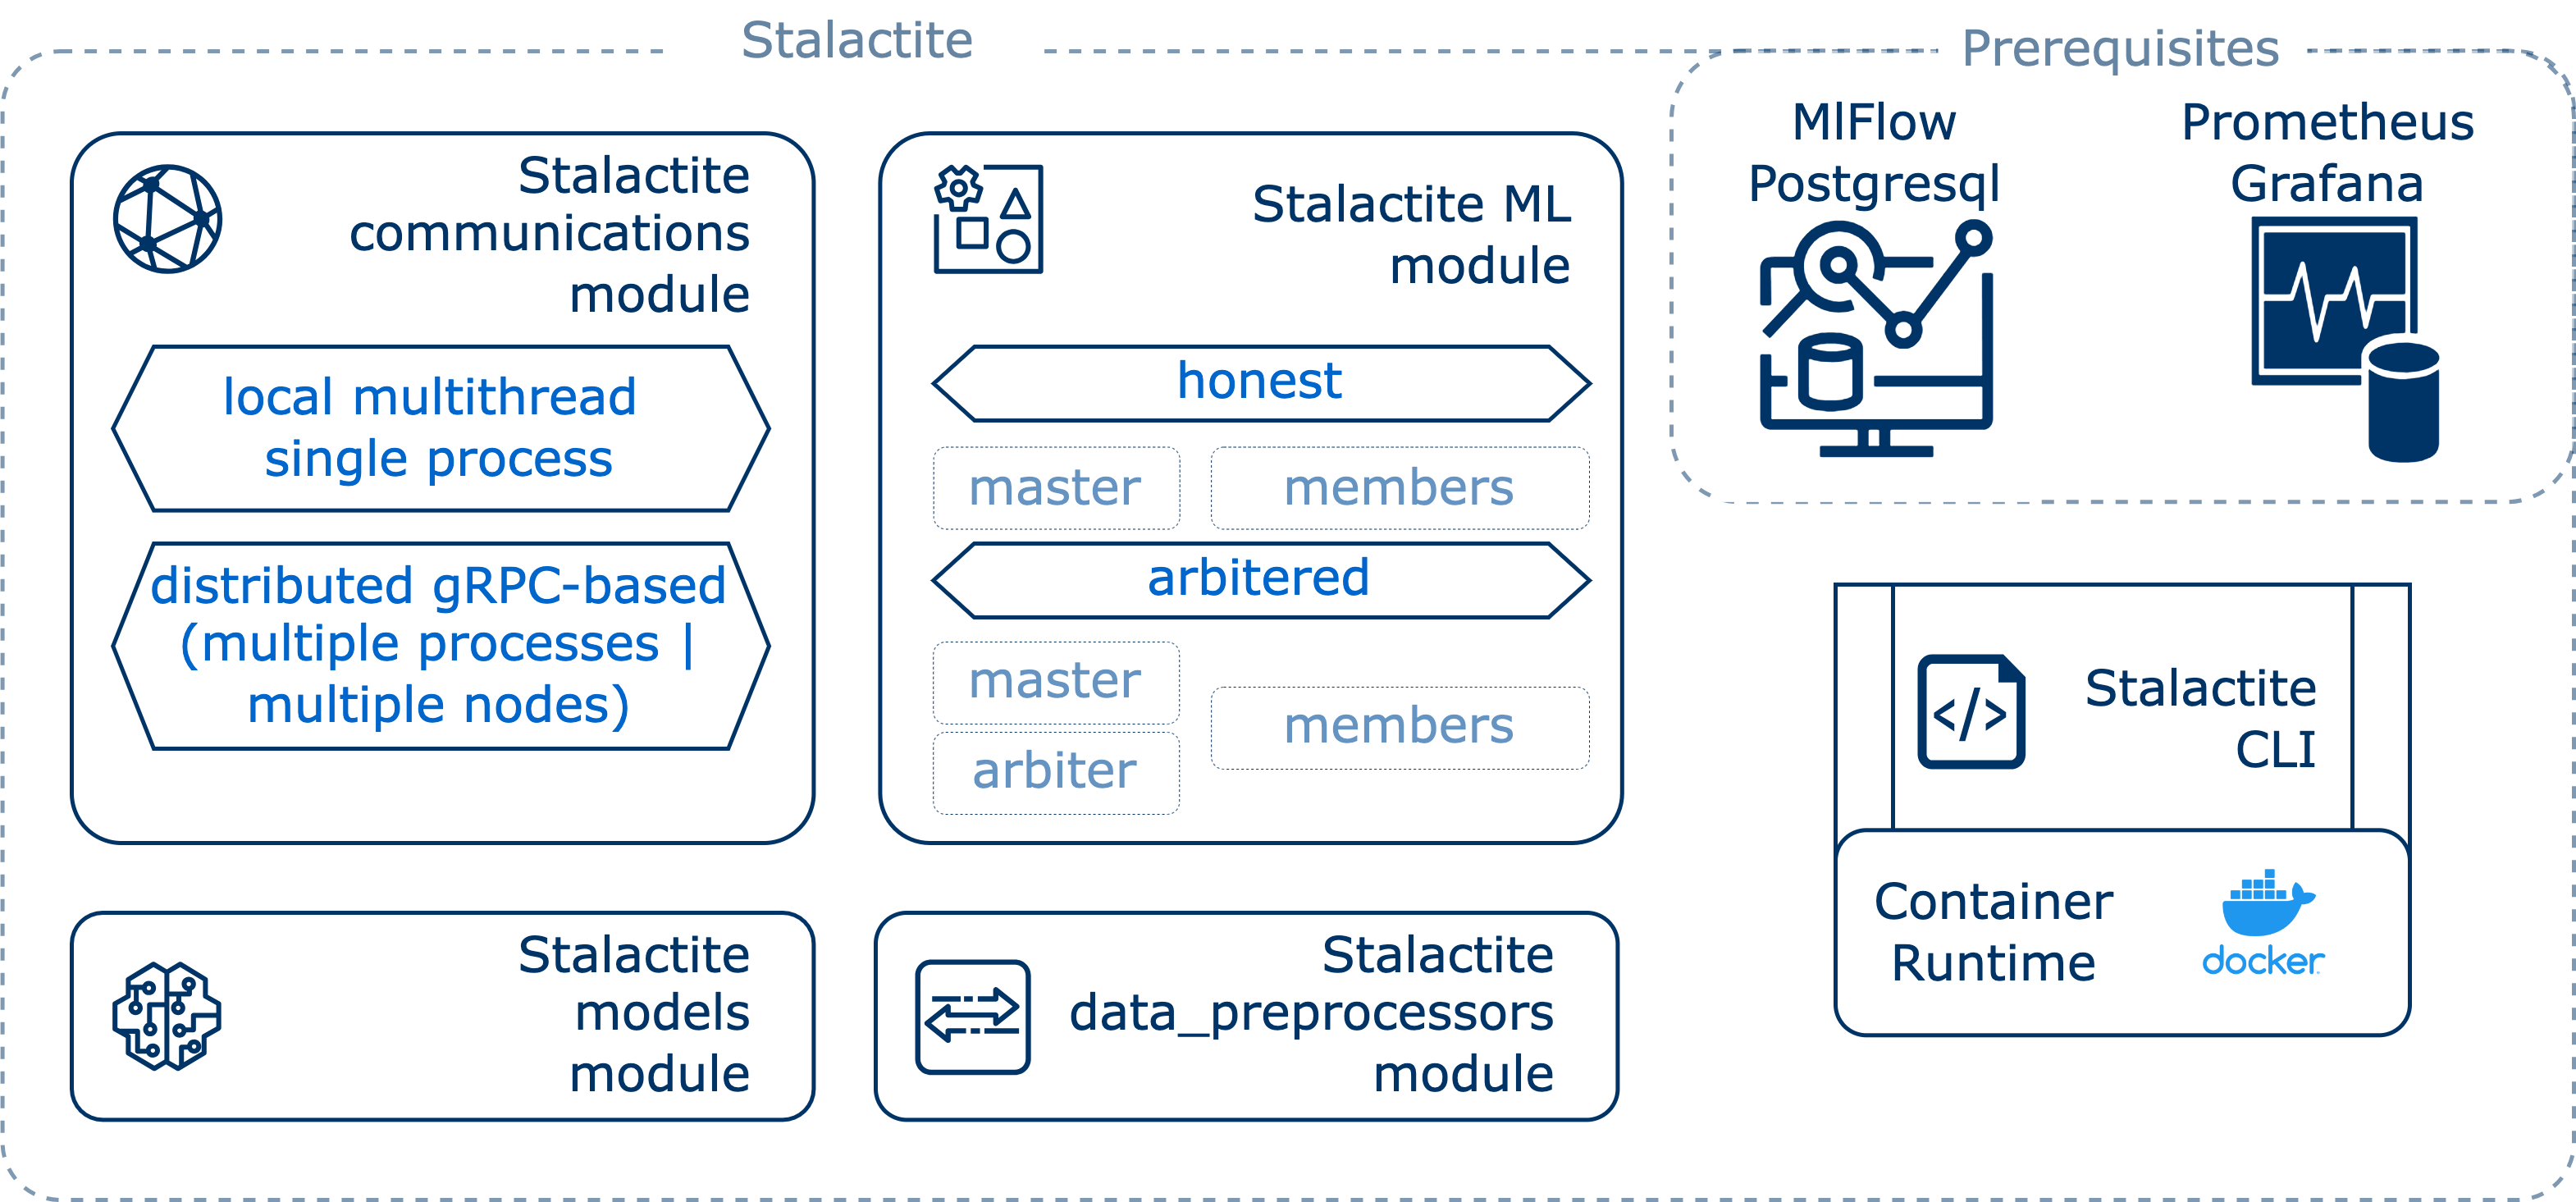 Stalactite
Prerequisites
Stalactite
communications
module
local multithread
single process
distributed gRPC-based
(multiple processes |
multiple nodes)
Stalactite ML
module
honest
master
members
arbitered
master
members
arbiter
MlFlow
Postgresql
Prometheus
Grafana
</>
Stalactite
CLI
Container
Runtime
docker
Stalactite
models
module
Stalactite
data_preprocessors
module